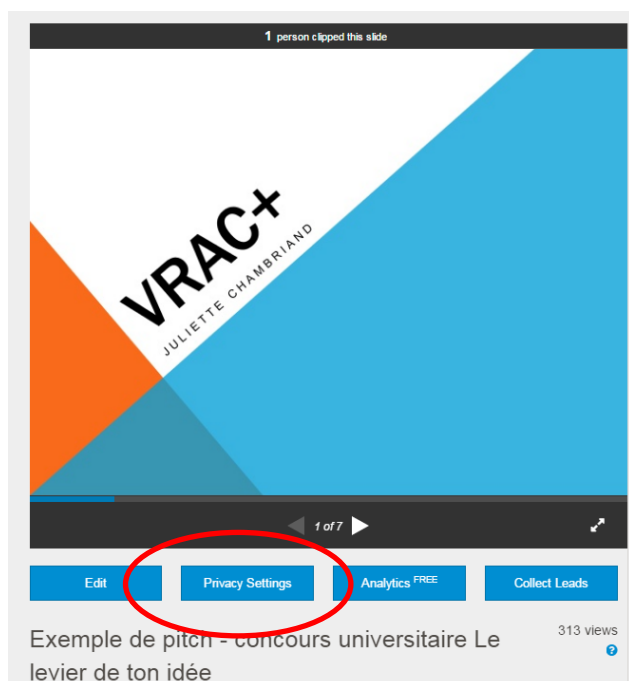 1 person clipped this slide
VRAC+
JULIETTE CHAMBRIAND
1 of 7
Edit
Privacy Settings
Analytics FREE
Collect Leads
Exemple de pitch - concours universitaire Le
levier de ton idée
313 views
?